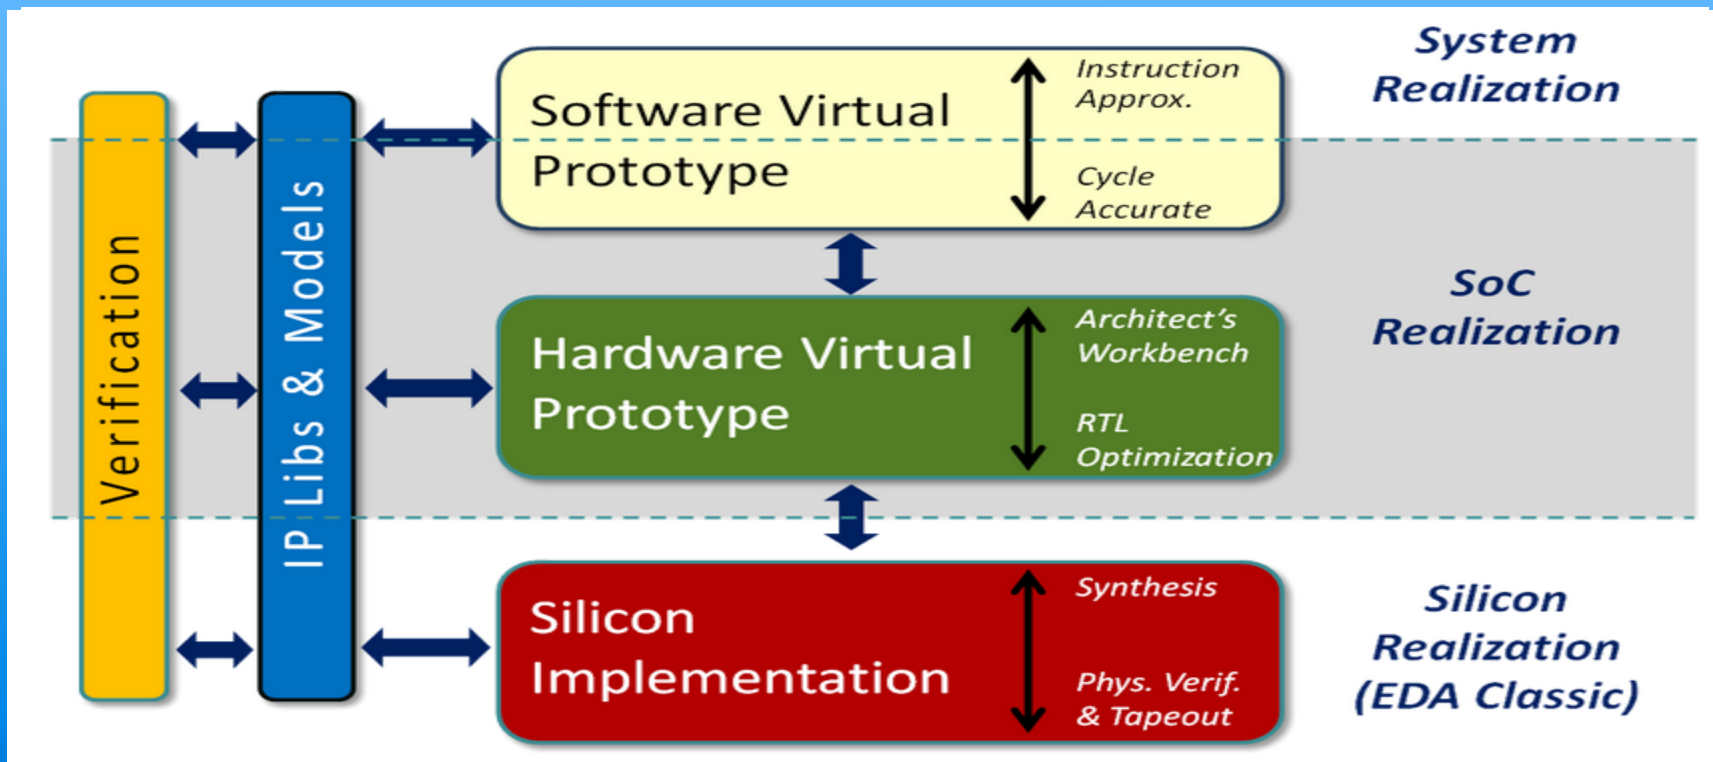 Verification
IP Libs & Models
Software Virtual
Prototype
Instruction
Approx.
Cycle
Accurate
System
Realization
Hardware Virtual
Prototype
Architect's
Workbench
RTL
Optimization
SoC
Realization
Silicon
Implementation
Synthesis
Phys. Verif.
& Tapeout
Silicon
Realization
(EDA Classic)